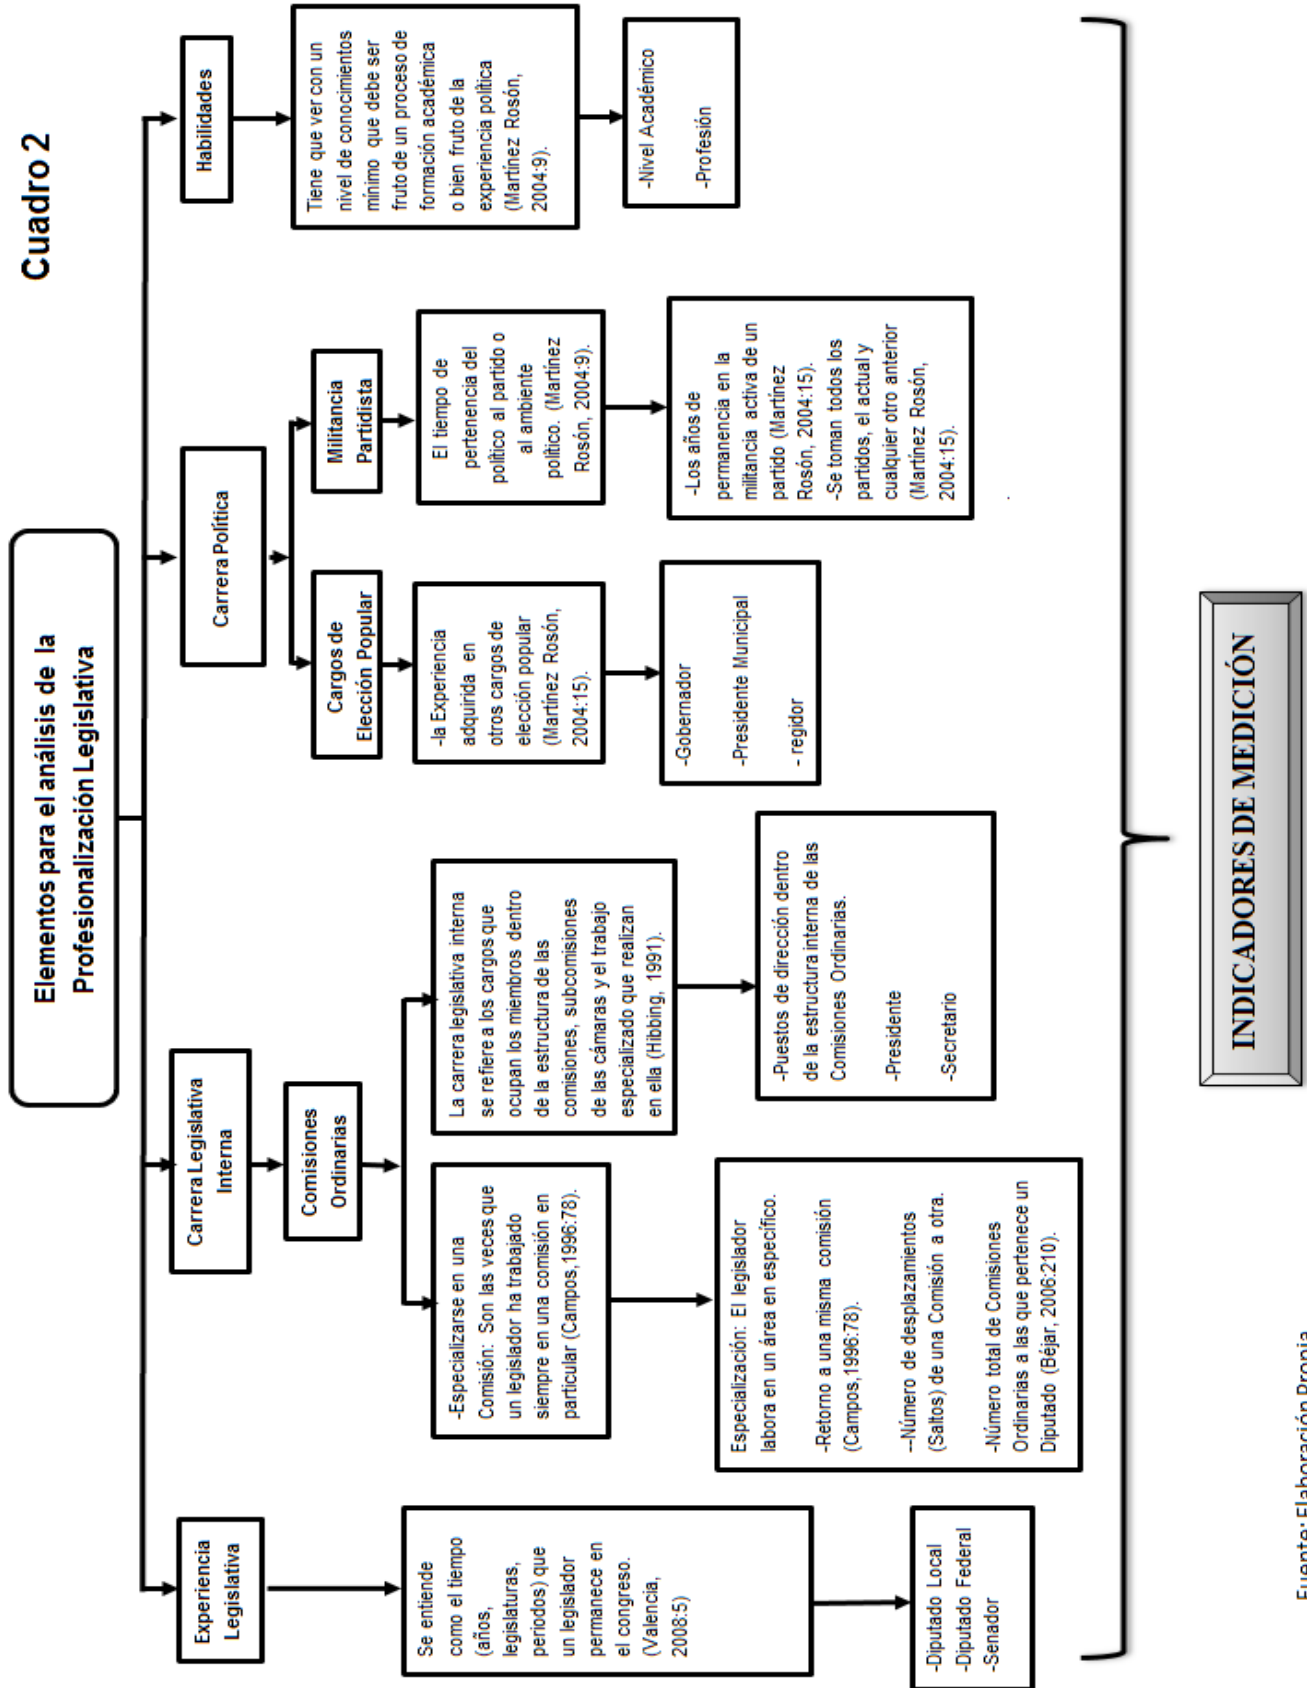 Cuadro 2
Elementos para el análisis de la
Profesionalización Legislativa
Experiencia
Legislativa
Se entiende
como el tiempo
(años,
legislaturas,
periodos) que
un legislador
permanece en
el congreso.
(Valencia,
2008:5)
-Diputado Local
-Diputado Federal
-Senador
Carrera Legislativa
Interna
Comisiones
Ordinarias
-Especializarse en una
Comisión: Son las veces que
un legislador ha trabajado
siempre en una comisión en
particular (Campos,1996:78).
Especialización: El legislador
labora en un área en específico.
-Retorno a una misma comisión
(Campos,1996:78).
--Número de desplazamientos
(Saltos) de una Comisión a otra.
-Número total de Comisiones
Ordinarias a las que pertenece un
Diputado (Béjar, 2006:210).
La carrera legislativa interna
se refiere a los cargos que
ocupan los miembros dentro
de la estructura de las
comisiones, subcomisiones
de las cámaras y el trabajo
especializado que realizan
en ella (Hibbing, 1991).
-Puestos de dirección dentro
de la estructura interna de las
Comisiones Ordinarias.
-Presidente
-Secretario
Carrera Política
Cargos de
Elección Popular
-la Experiencia
adquirida en
otros cargos de
elección popular
(Martínez Rosón,
2004:15).
-Gobernador
-Presidente Municipal
- regidor
Militancia
Partidista
El tiempo de
pertenencia del
político al partido o
al ambiente
político. (Martínez
Rosón, 2004:9).
-Los años de
permanencia en la
militancia activa de un
partido (Martínez
Rosón, 2004:15).
-Se toman todos los
partidos, el actual y
cualquier otro anterior
(Martínez Rosón,
2004:15).
Habilidades
Tiene que ver con un
nivel de conocimientos
mínimo que debe ser
fruto de un proceso de
formación académica
o bien fruto de la
experiencia política
(Martínez Rosón,
2004:9).
-Nivel Académico
-Profesión
INDICADORES DE MEDICIÓN
Fuente: Elaboración Propia